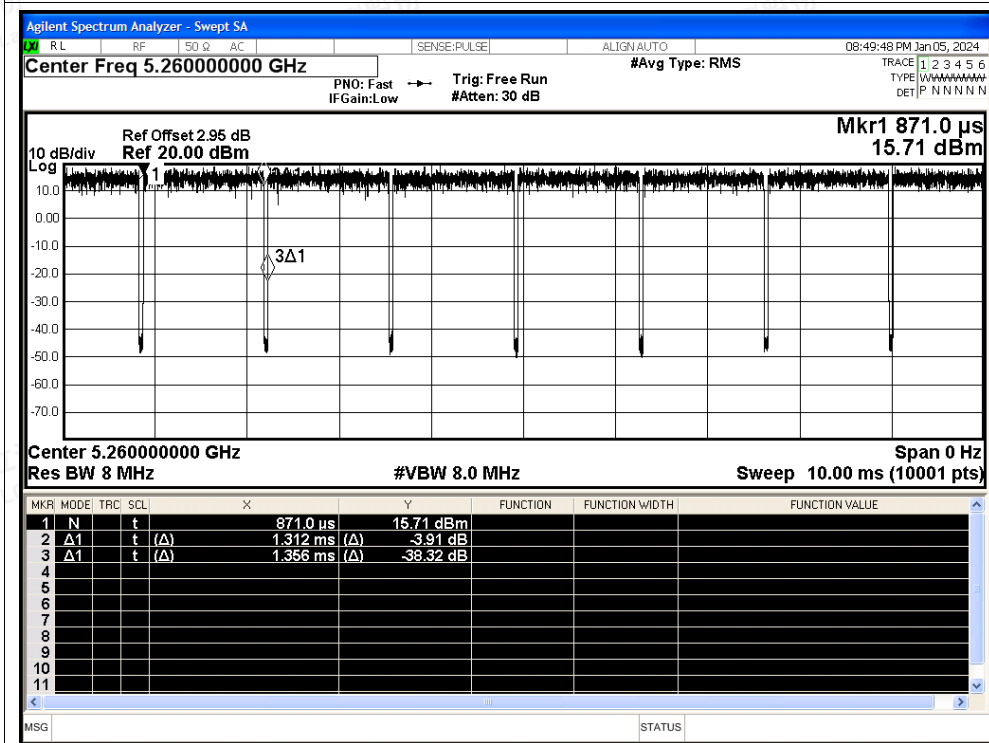 Agilent Spectrum Analyzer - Swept SA
LXI RL RF 50 Ω AC SENSE:PULSE ALIGN AUTO 08:49:48 PM Jan 05, 2024
Center Freq 5.260000000 GHz #Avg Type: RMS TRACE 1 2 3 4 5 6
PNO: Fast Trig: Free Run TYPE WWWWWW
IFGain:Low #Atten: 30 dB DET P N N N N N
Mkr1 871.0 µs
Ref Offset 2.95 dB
10 dB/div Ref 20.00 dBm 15.71 dBm
Log
1
10.0
0.00
-10.0
3Δ1
-20.0
-30.0
-40.0
-50.0
-60.0
-70.0
Center 5.260000000 GHz Span 0 Hz
Res BW 8 MHz #VBW 8.0 MHz Sweep 10.00 ms (10001 pts)
MKR MODE TRC SCL X Y FUNCTION FUNCTION WIDTH FUNCTION VALUE
1 N t 871.0 µs 15.71 dBm
2 Δ1 t (Δ) 1.312 ms (Δ) -3.91 dB
3 Δ1 t (Δ) 1.356 ms (Δ) -38.32 dB
4
5
6
7
8
9
10
11
MSG STATUS